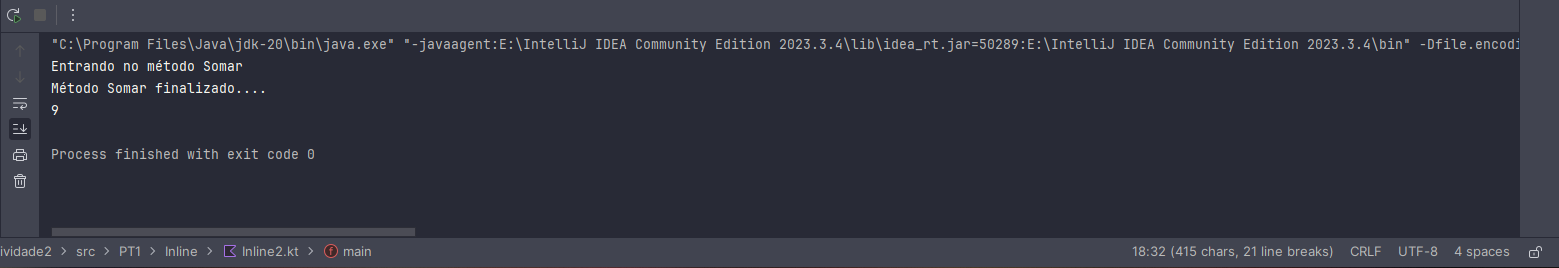 "C:\Program Files\Java\jdk-20\bin\java.exe" "-javaagent:E:\IntelliJ IDEA Community Edition 2023.3.4\lib\idea_rt.jar=50289:E:\IntelliJ IDEA Community Edition 2023.3.4\bin" -Dfile.encodi
Entrando no método Somar
Método Somar finalizado....
9
Process finished with exit code 0
ividade2 > src > PT1 > Inline > Inline2.kt > main 18:32 (415 chars, 21 line breaks) CRLF UTF-8 4 spaces